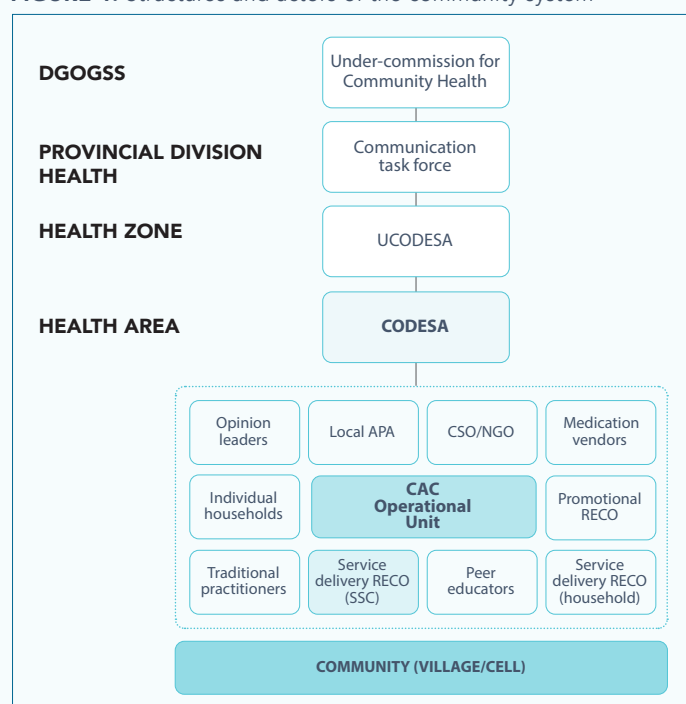 DGOGSS
Under-commission for
Community Health
PROVINCIAL DIVISION
HEALTH
Communication
task force
HEALTH ZONE
UCODESA
HEALTH AREA
CODESA
Opinion
leaders
Local APA
CSO/NGO
Medication
vendors
Individual
households
CAC
Operational
Unit
Promotional
RECO
Traditional
practitioners
Service
delivery RECO
(SSC)
Peer
educators
Service
delivery RECO
(household)
COMMUNITY (VILLAGE/CELL)